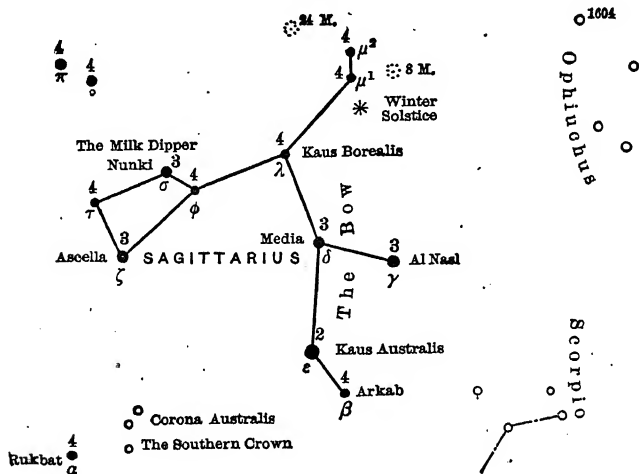 24 M.
1604
4
μ²
4
π
4
ο
4
μ¹
8 M.
Winter
Solstice
Ophiuchus
The Milk Dipper
Nunki
3
σ
4
φ
4
λ
Kaus Borealis
4
τ
3
Ascella
ζ
SAGITTARIUS
Media
3
δ
The Bow
3
Al Nasl
γ
2
Kaus Australis
ε
4
Arkab
β
Scorpio
Corona Australis
The Southern Crown
4
Rukbat
α